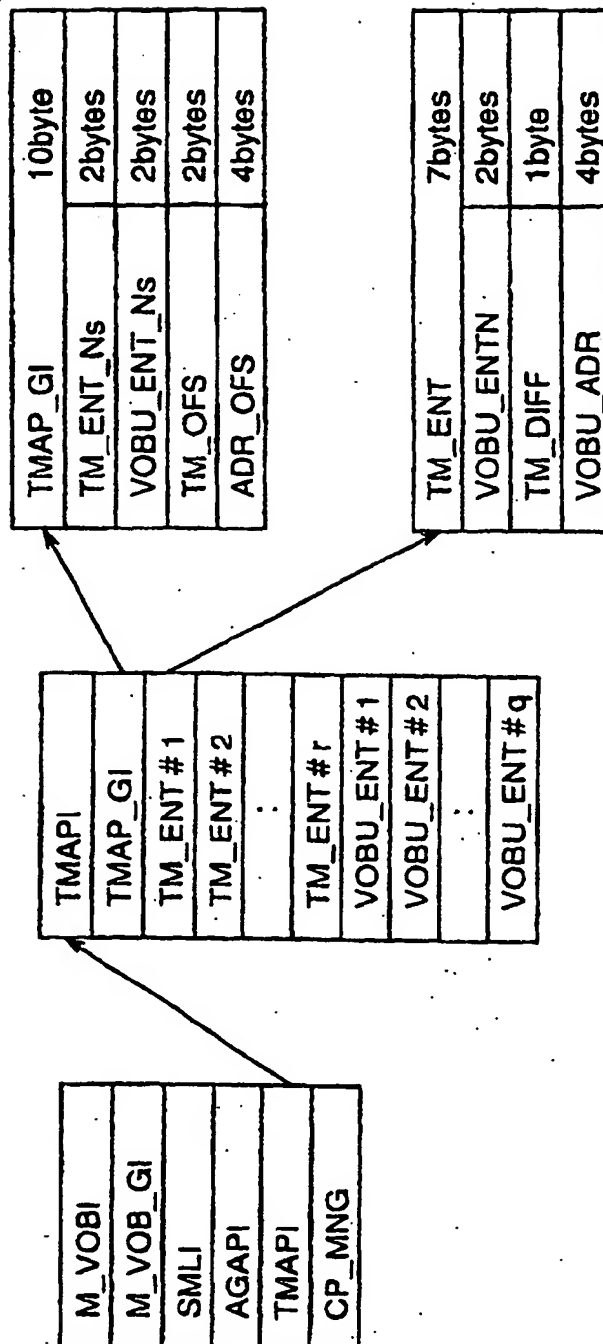 M_VOBI
M_VOB_GI
SMLI
AGAPI
TMAPI
CP_MNG
TMAPI
TMAP_GI
TM_ENT#1
TM_ENT#2
:
TM_ENT#r
VOBU_ENT#1
VOBU_ENT#2
:
VOBU_ENT#q
TMAP_GI 10byte
TM_ENT_Ns 2bytes
VOBU_ENT_Ns 2bytes
TM_OFS 2bytes
ADR_OFS 4bytes
TM_ENT 7bytes
VOBU_ENTN 2bytes
TM_DIFF 1byte
VOBU_ADR 4bytes